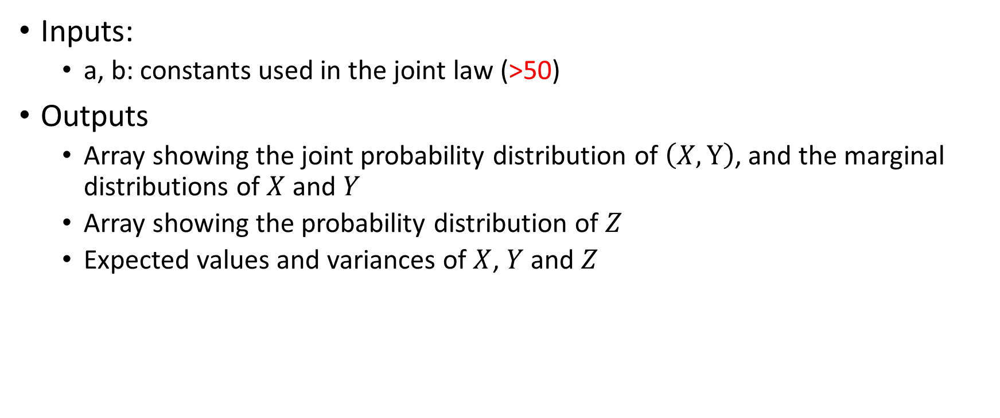 • Inputs:
• a, b: constants used in the joint law (>50)
• Outputs
• Array showing the joint probability distribution of (X, Y), and the marginal
distributions of X and Y
• Array showing the probability distribution of Z
• Expected values and variances of X, Y and Z